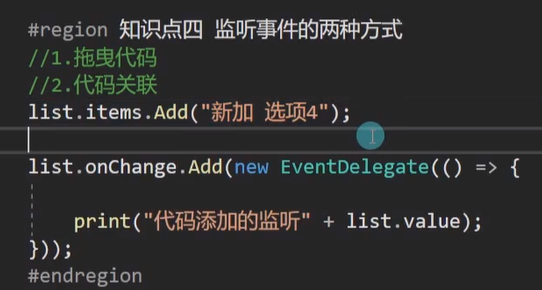 #region 知识点四 监听事件的两种方式
//1.拖曳代码
//2.代码关联
list.items.Add("新加 选项4");
list.onChange.Add(new EventDelegate(() => {
print("代码添加的监听" + list.value);
}));
#endregion